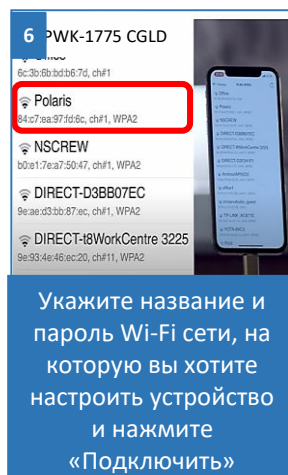 6 PWK-1775 CGLD
6c:3b:6b:bd:b6:7d, ch#1
Polaris
84:c7:ea:97:fd:6c, ch#1, WPA2
NSCREW
b0:e1:7e:a7:50:47, ch#1, WPA2
DIRECT-D3BB07EC
9e:ae:d3:bb:87:ec, ch#1, WPA2
DIRECT-t8WorkCentre 3225
9e:93:4e:46:ec:20, ch#11, WPA2
Укажите название и
пароль Wi-Fi сети, на
которую вы хотите
настроить устройство
и нажмите
«Подключить»